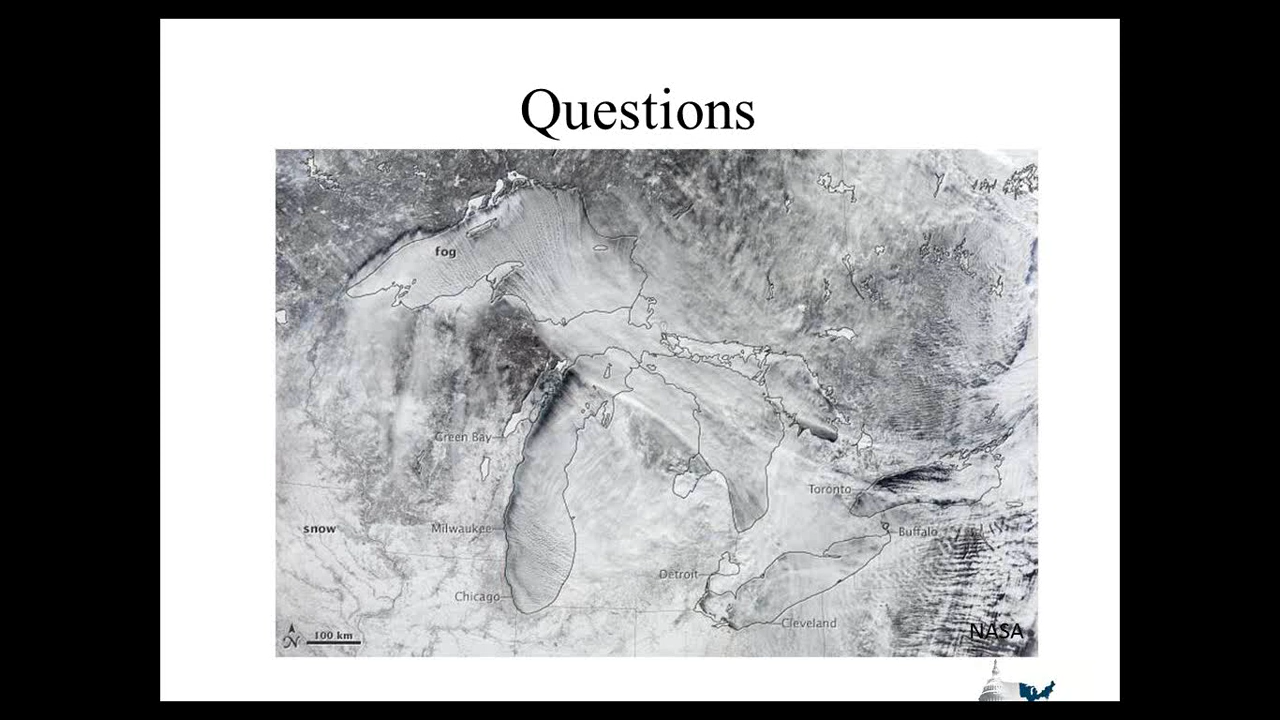 Questions
fog
Green Bay
Toronto
snow
Milwaukee
Buffalo
Detroit
Chicago
Cleveland
N
100 km
NASA